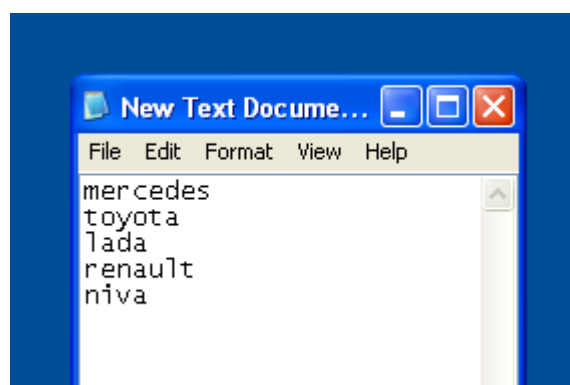 New Text Docume...
File Edit Format View Help
mercedes
toyota
lada
renault
niva